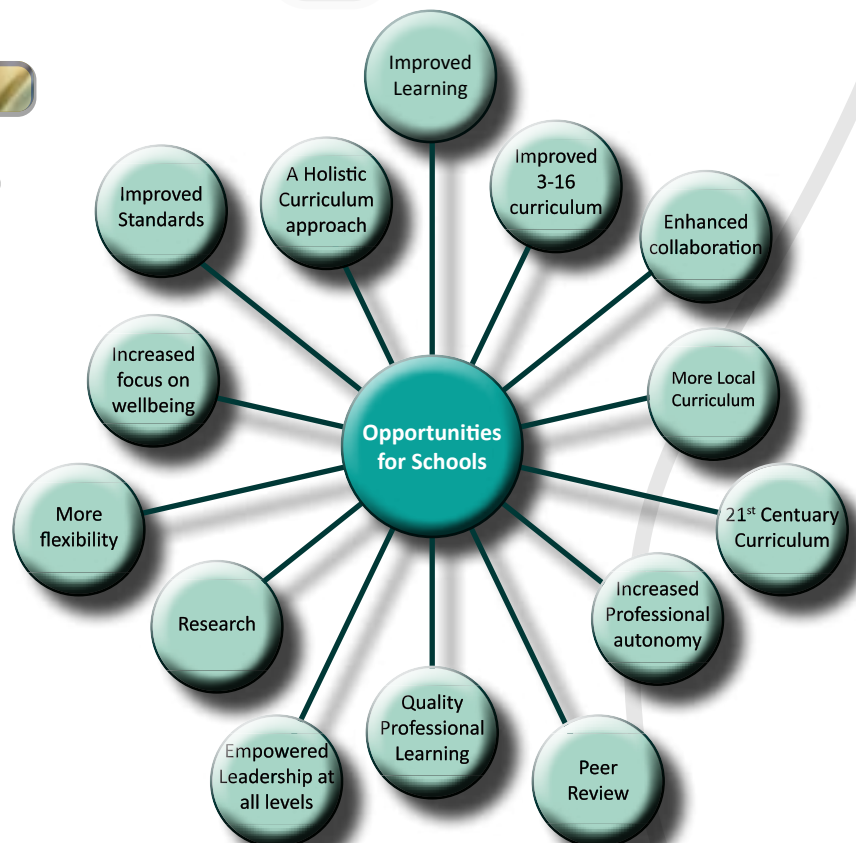 Improved
Learning
Improved
3-16
curriculum
Enhanced
collaboration
More Local
Curriculum
21st Centuary
Curriculum
Increased
Professional
autonomy
Peer
Review
Quality
Professional
Learning
Empowered
Leadership at
all levels
Research
More
flexibility
Increased
focus on
wellbeing
Improved
Standards
A Holistic
Curriculum
approach
Opportunities
for Schools